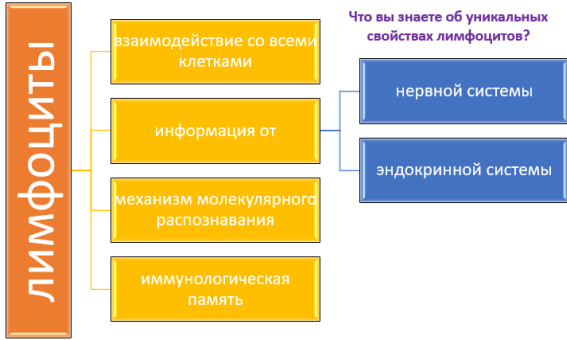 Что вы знаете об уникальных
свойствах лимфоцитов?
ЛИМФОЦИТЫ
взаимодействие со всеми
клетками
информация от
нервной системы
эндокринной системы
механизм молекулярного
распознавания
иммунологическая
память